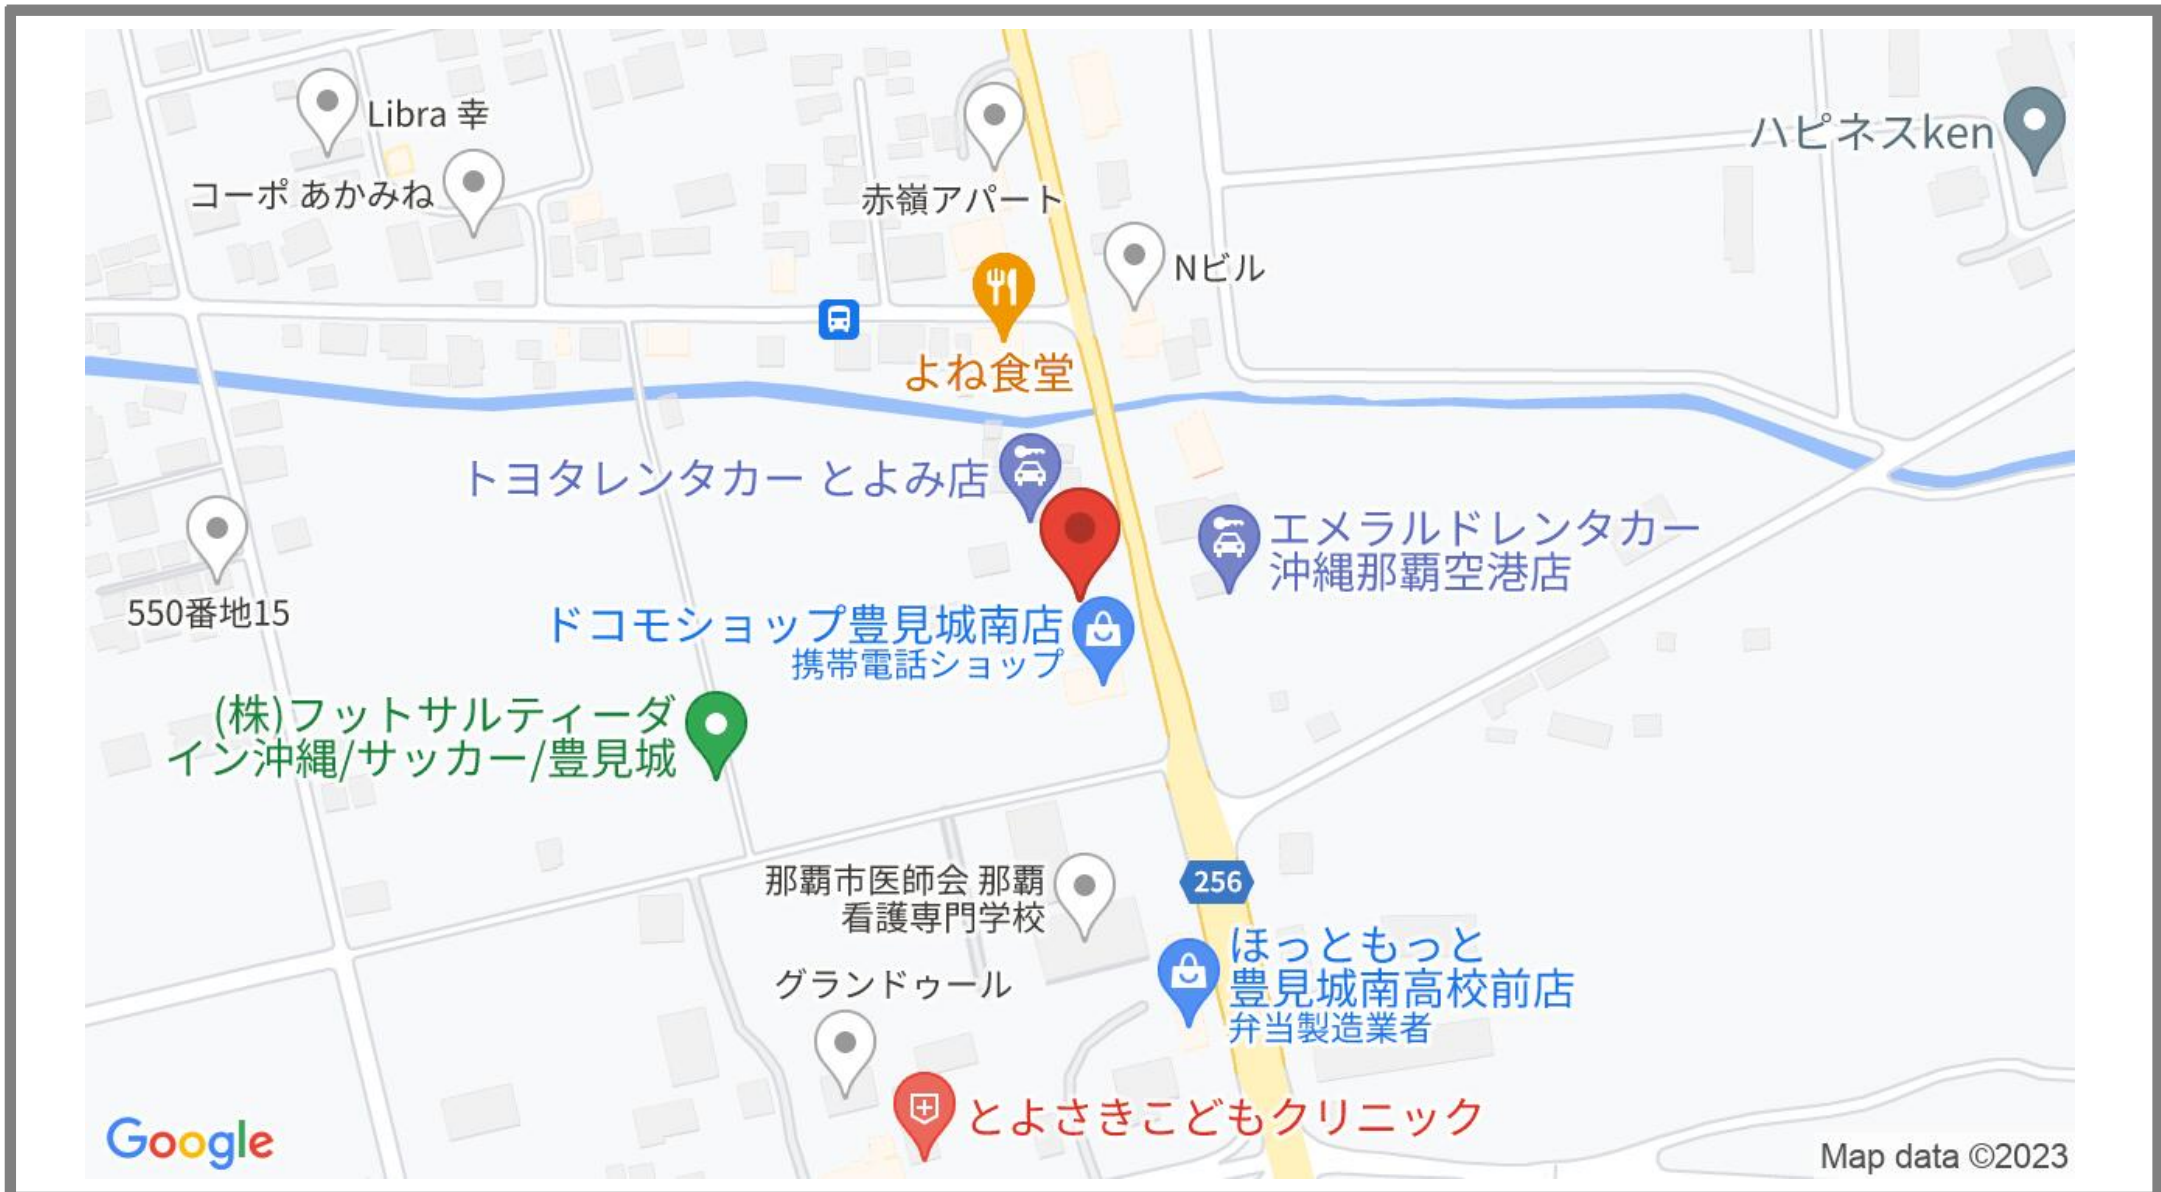 Libra 幸
ハピネスken
コーポ あかみね
赤嶺アパート
Nビル
よね食堂
トヨタレンタカー とよみ店
エメラルドレンタカー
沖縄那覇空港店
550番地15
ドコモショップ豊見城南店
携帯電話ショップ
(株)フットサルティーダ
イン沖縄/サッカー/豊見城
那覇市医師会 那覇
看護専門学校
256
ほっともっと
豊見城南高校前店
弁当製造業者
グランドゥール
とよさきこどもクリニック
Google
Map data ©2023